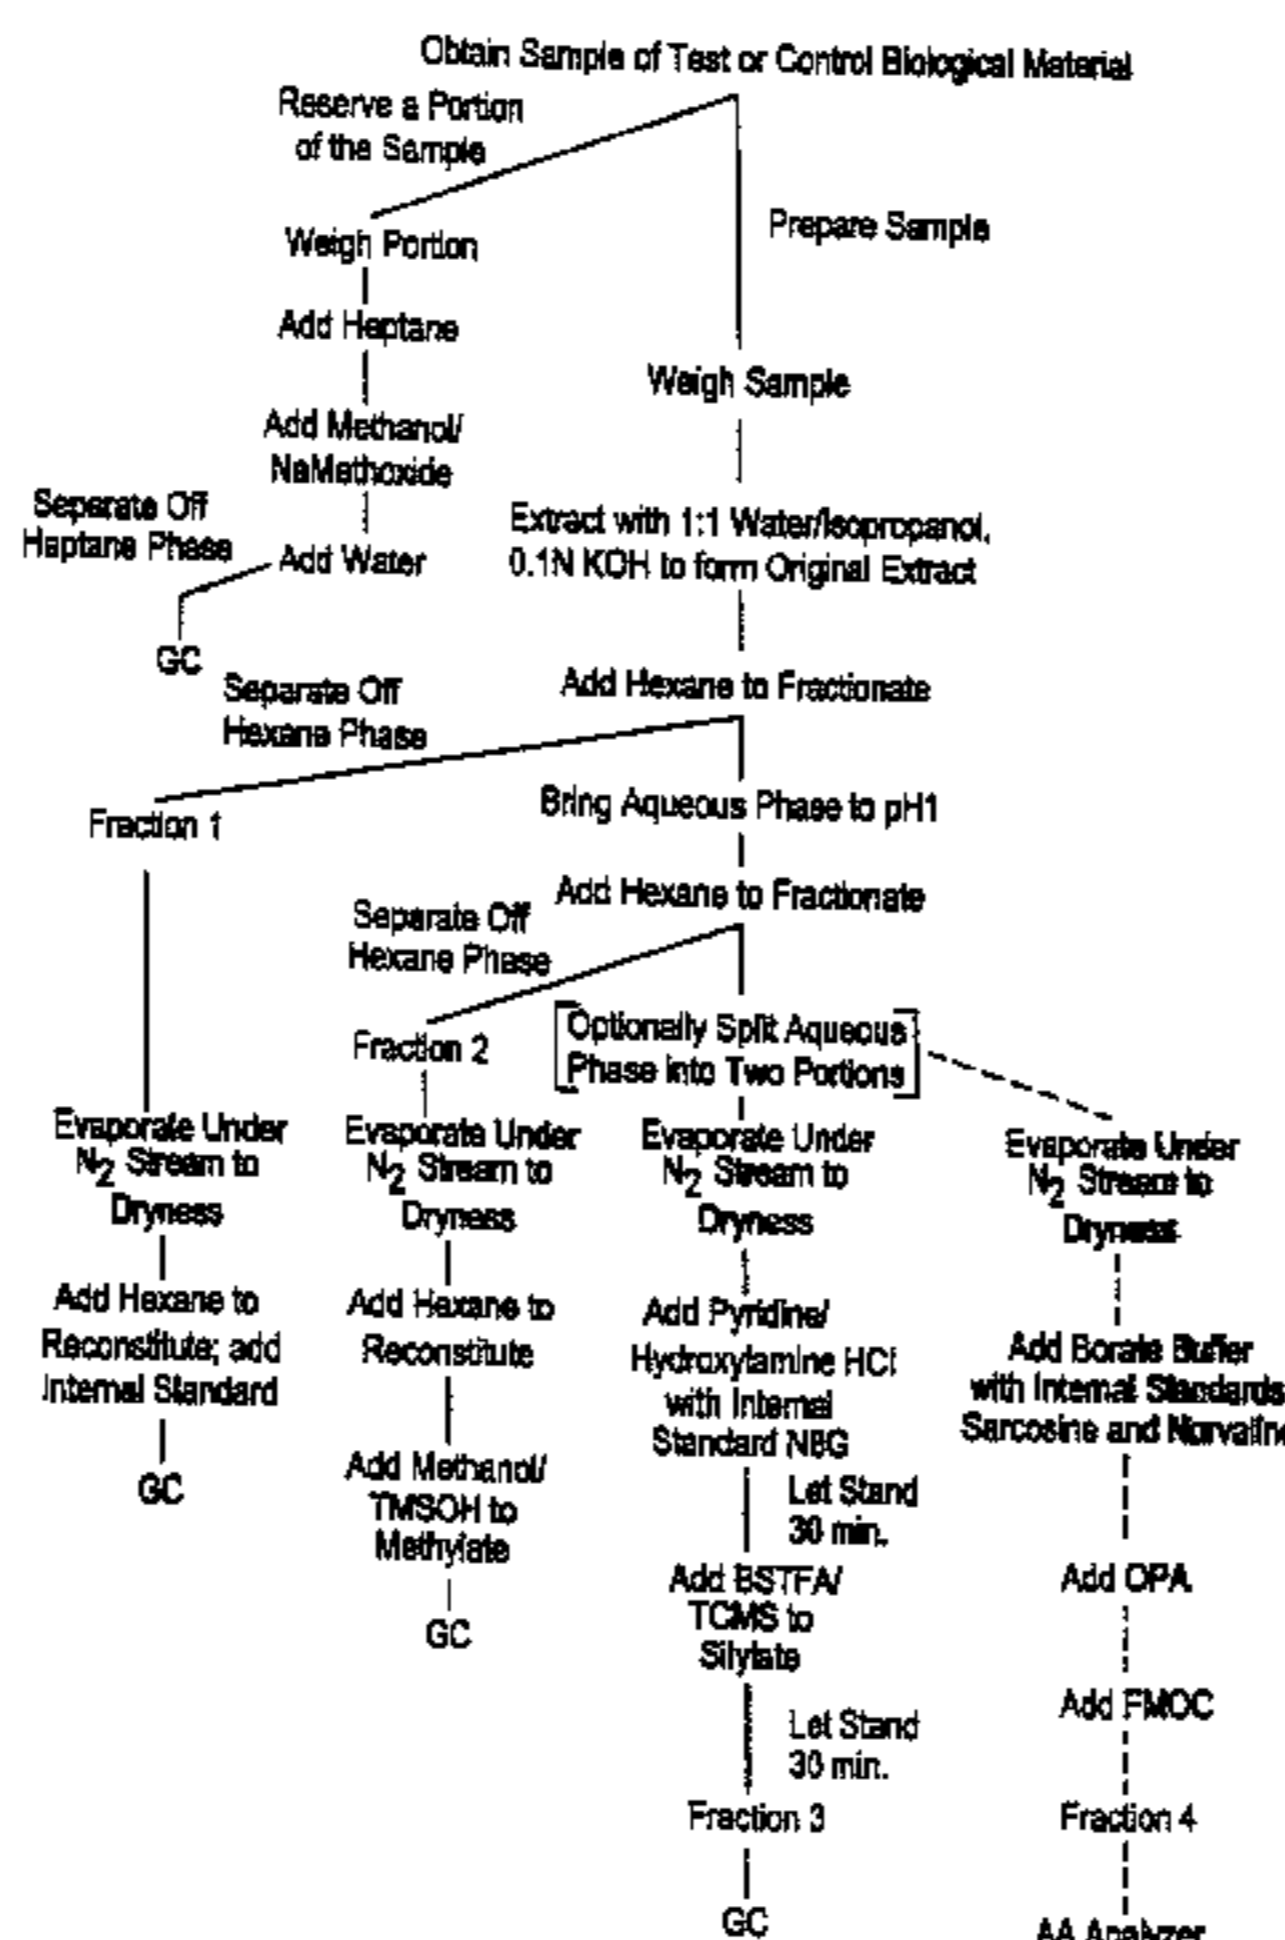 Obtain Sample of Test or Control Biological Material
Reserve a Portion
of the Sample
Prepare Sample
Weigh Portion
Add Heptane
Weigh Sample
Add Methanol/
NaMethoxide
Separate Off
Heptane Phase
Add Water
Extract with 1:1 Water/Isopropanol,
0.1N KOH to form Original Extract
GC
Separate Off
Hexane Phase
Add Hexane to Fractionate
Fraction 1
Bring Aqueous Phase to pH1
Add Hexane to Fractionate
Separate Off
Hexane Phase
Fraction 2
Optionally Split Aqueous
Phase into Two Portions
Evaporate Under
N2 Stream to
Dryness
Add Hexane to
Reconstitute; add
Internal Standard
GC
Evaporate Under
N2 Stream to
Dryness
Add Hexane to
Reconstitute
Add Methanol/
TMSOH to
Methylate
GC
Evaporate Under
N2 Stream to
Dryness
Add Pyridine/
Hydroxylamine HCl
with Internal
Standard NBG
Let Stand
30 min.
Add BSTFA/
TCMS to
Silylate
Let Stand
30 min.
Fraction 3
GC
Evaporate Under
N2 Stream to
Dryness
Add Borate Buffer
with Internal Standards
Sarcosine and Norvaline
Add OPA
Add FMOC
Fraction 4
AA Analyzer